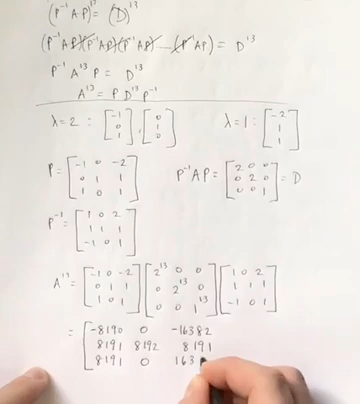 (P⁻¹AP)¹³ = (D)¹³
(P⁻¹AP)(P⁻¹AP)(P⁻¹AP) ... (P⁻¹AP) = D¹³
P⁻¹A¹³P = D¹³
A¹³ = PD¹³P⁻¹
λ=2 : [-1 0 1], [0 1 0] λ=1 : [-2 1 1]
P = [-1 0 -2; 0 1 1; 1 0 1] P⁻¹AP = [2 0 0; 0 2 0; 0 0 1] = D
P⁻¹ = [1 0 2; 1 1 1; -1 0 1]
A¹³ = [-1 0 -2; 0 1 1; 1 0 1] [2¹³ 0 0; 0 2¹³ 0; 0 0 1¹³] [1 0 2; 1 1 1; -1 0 1]
= [-8190 0 -16382
8191 8192 8191
8191 0 163